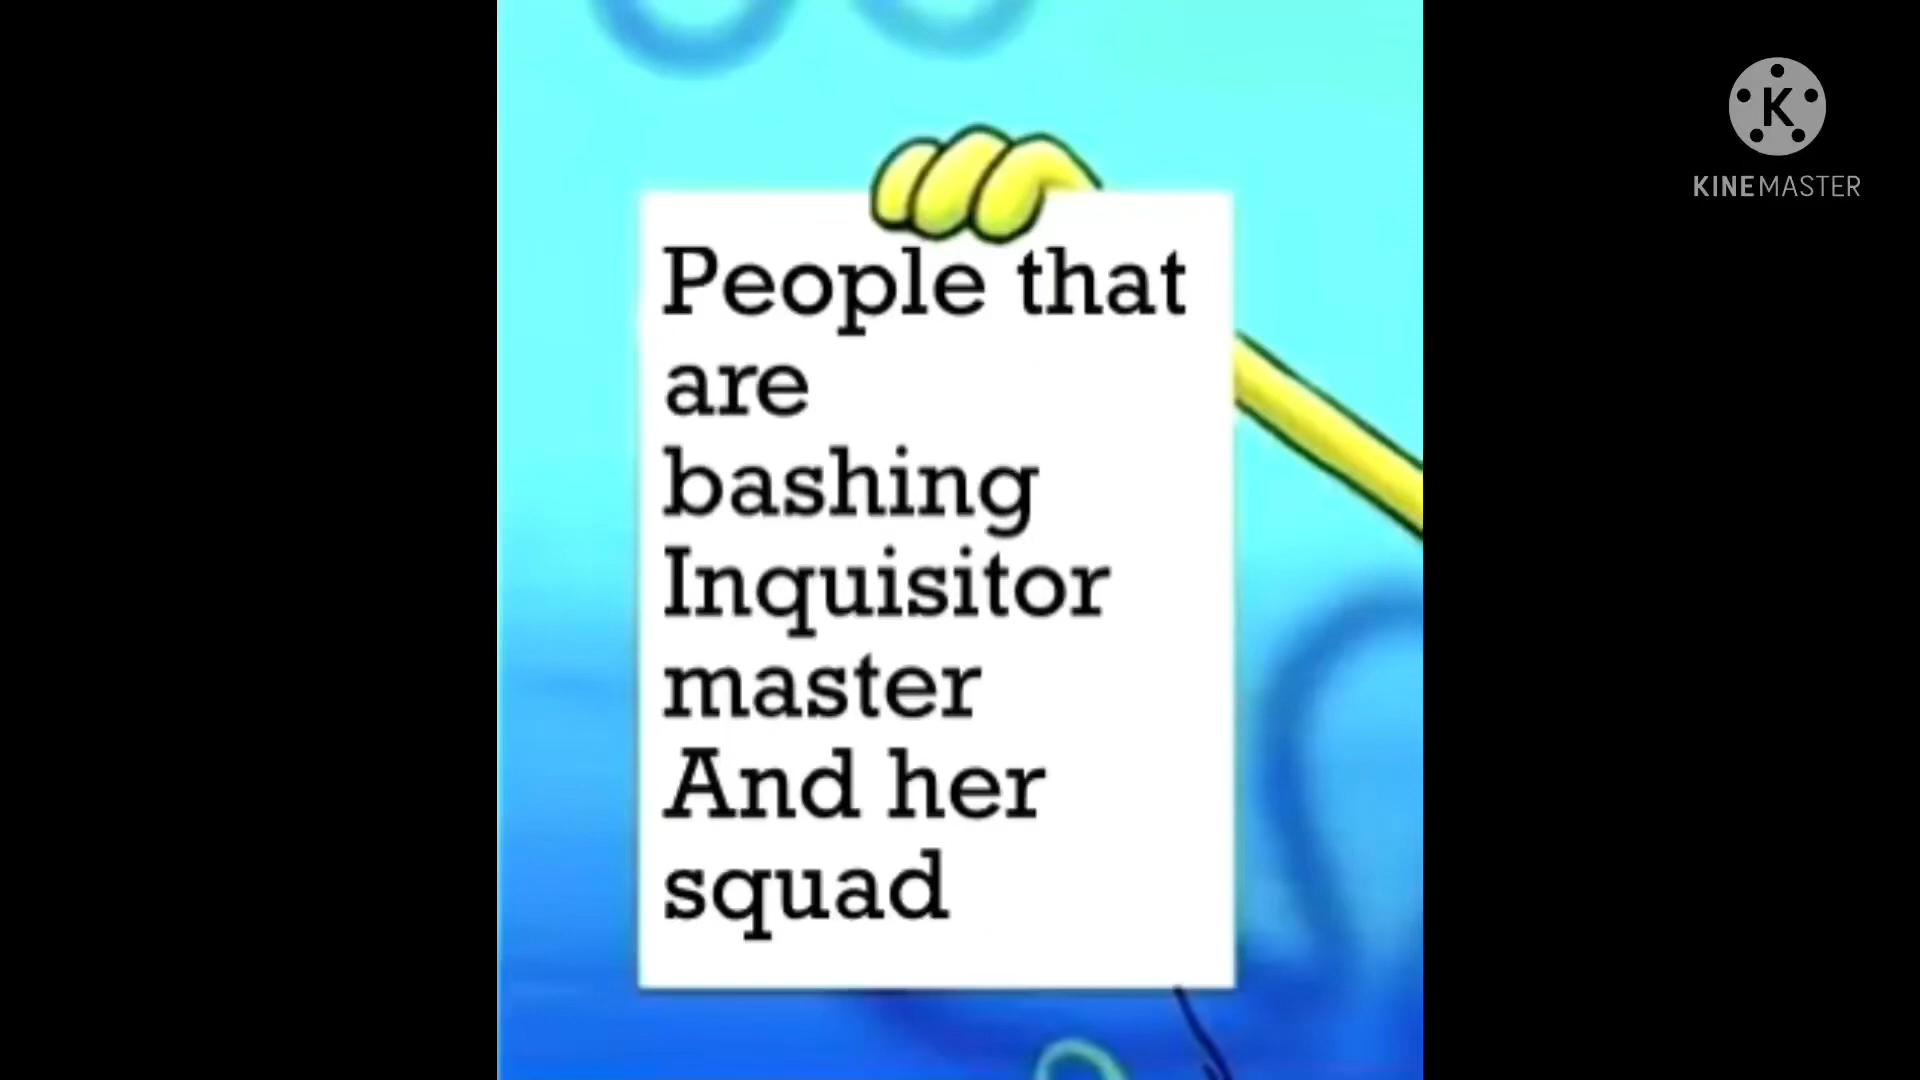 People that
are
bashing
Inquisitor
master
And her
squad
K
KINEMASTER